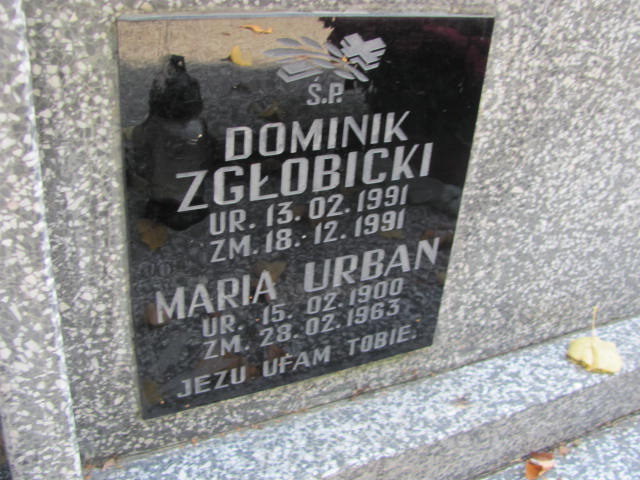 Ś.P.
DOMINIK
ZGŁOBICKI
UR. 13.02.1991
ZM. 18.12.1991
MARIA URBAN
UR. 15.02.1900
ZM. 28.02.1963
JEZU UFAM TOBIE.